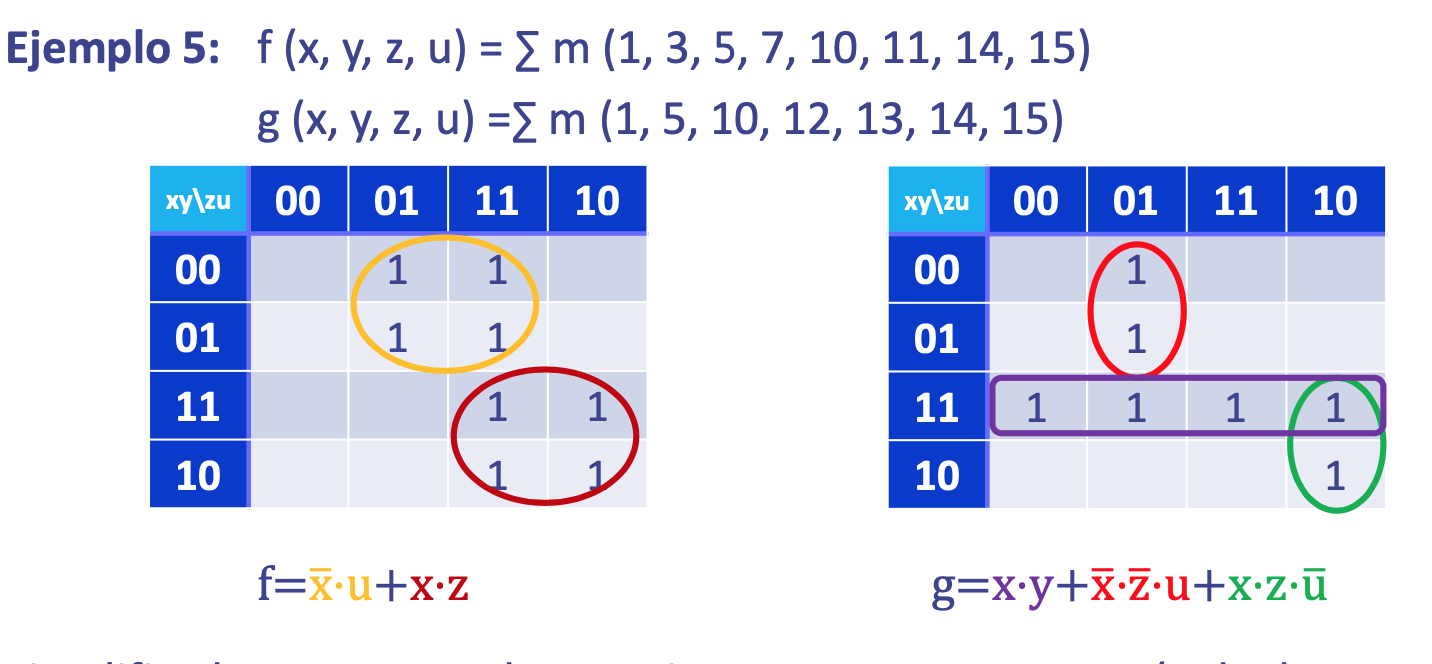 Ejemplo 5: f (x, y, z, u) = ∑ m (1, 3, 5, 7, 10, 11, 14, 15)
g (x, y, z, u) =∑ m (1, 5, 10, 12, 13, 14, 15)
xy\zu 00 01 11 10
00 1 1
01 1 1
11 1 1
10 1 1
xy\zu 00 01 11 10
00 1
01 1
11 1 1 1 1
10 1
f=x̅·u+x·z
g=x·y+x̅·z̅·u+x·z·u̅